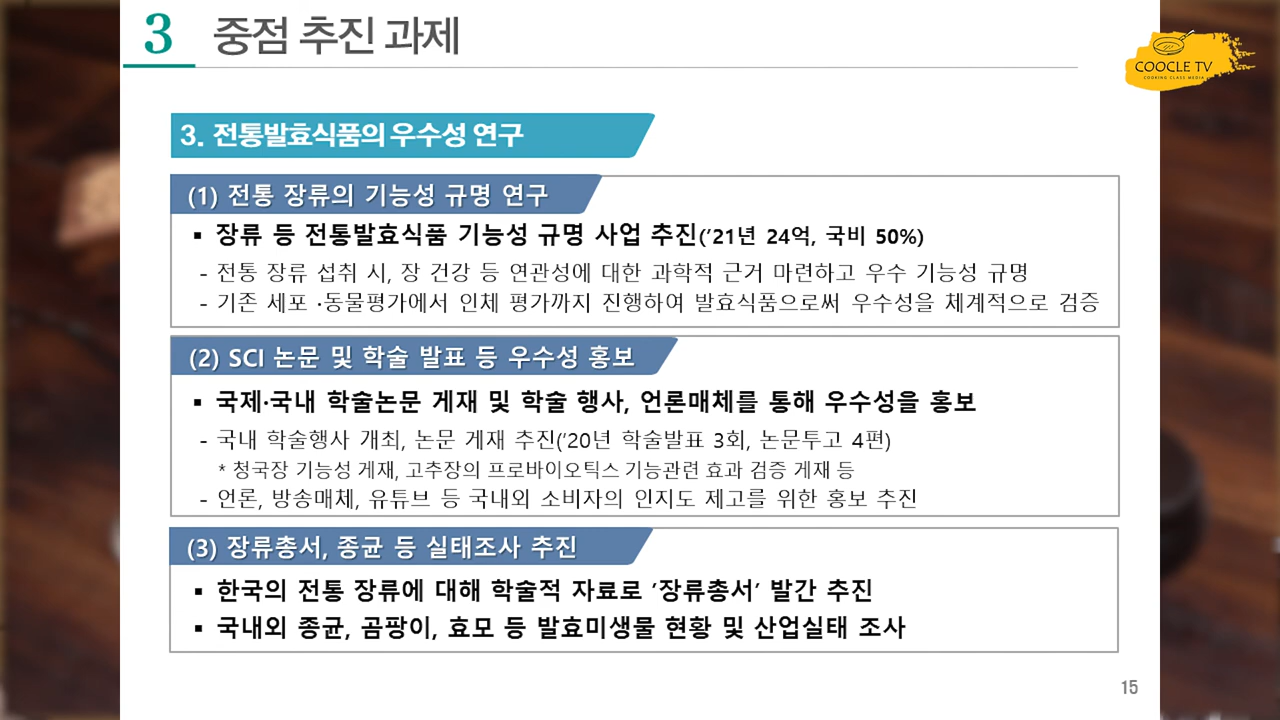 3 중점 추진 과제
COOCLE TV
COOKING CLASS MEDIA
3. 전통발효식품의 우수성 연구
(1) 전통 장류의 기능성 규명 연구
▪ 장류 등 전통발효식품 기능성 규명 사업 추진(’21년 24억, 국비 50%)
- 전통 장류 섭취 시, 장 건강 등 연관성에 대한 과학적 근거 마련하고 우수 기능성 규명
- 기존 세포 ·동물평가에서 인체 평가까지 진행하여 발효식품으로써 우수성을 체계적으로 검증
(2) SCI 논문 및 학술 발표 등 우수성 홍보
▪ 국제·국내 학술논문 게재 및 학술 행사, 언론매체를 통해 우수성을 홍보
- 국내 학술행사 개최, 논문 게재 추진(’20년 학술발표 3회, 논문투고 4편)
* 청국장 기능성 게재, 고추장의 프로바이오틱스 기능관련 효과 검증 게재 등
- 언론, 방송매체, 유튜브 등 국내외 소비자의 인지도 제고를 위한 홍보 추진
(3) 장류총서, 종균 등 실태조사 추진
▪ 한국의 전통 장류에 대해 학술적 자료로 ’장류총서’ 발간 추진
▪ 국내외 종균, 곰팡이, 효모 등 발효미생물 현황 및 산업실태 조사
15